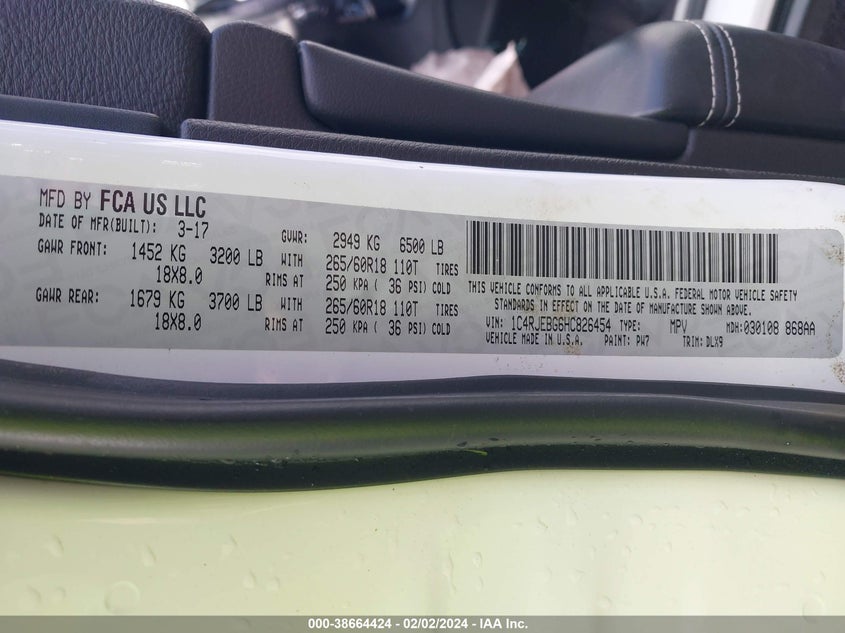 MFD BY FCA US LLC
DATE OF MFR(BUILT): 3-17 GVWR: 2949 KG 6500 LB
GAWR FRONT: 1452 KG 3200 LB WITH 265/60R18 110T TIRES
18X8.0 RIMS AT 250 KPA ( 36 PSI) COLD
GAWR REAR: 1679 KG 3700 LB WITH 265/60R18 110T TIRES
18X8.0 RIMS AT 250 KPA ( 36 PSI) COLD
THIS VEHICLE CONFORMS TO ALL APPLICABLE U.S.A. FEDERAL MOTOR VEHICLE SAFETY
STANDARDS IN EFFECT ON THE DATE OF MANUFACTURE SHOWN ABOVE.
VIN: 1C4RJEBG6HC826454 TYPE: MPV MDH: 030108 868AA
VEHICLE MADE IN U.S.A. PAINT: PW7 TRIM: DLX9
000-38664424 - 02/02/2024 - IAA Inc.